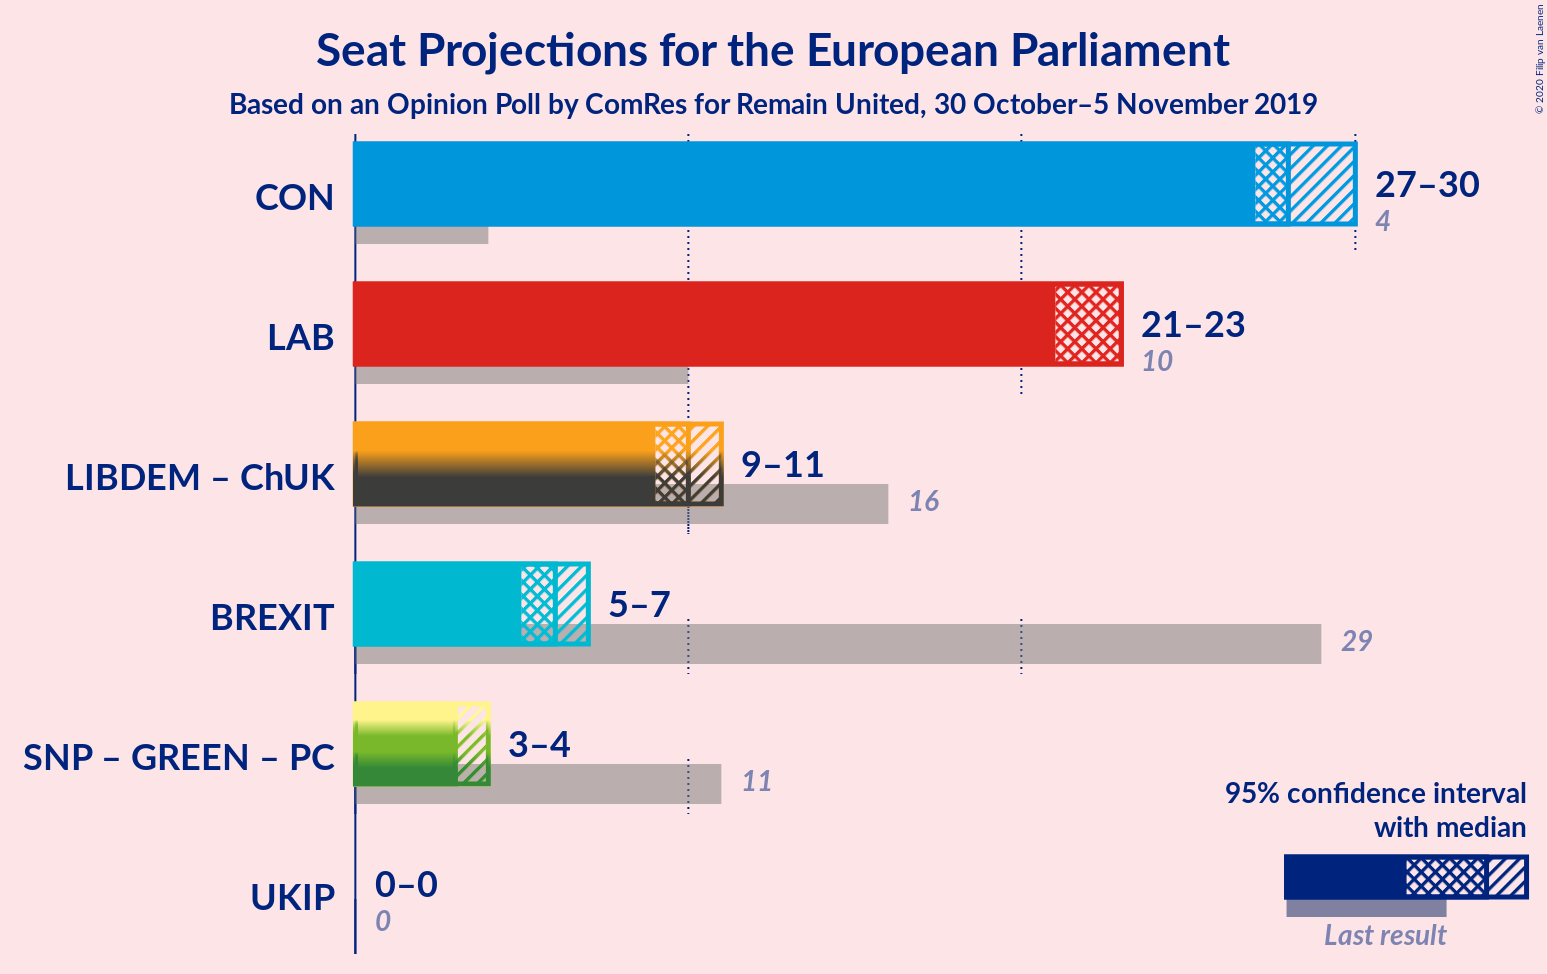 Seat Projections for the European Parliament
Based on an Opinion Poll by ComRes for Remain United, 30 October–5 November 2019
© 2020 Filip van Laenen
CON
27–30
4
LAB
21–23
10
LIBDEM – ChUK
9–11
16
BREXIT
5–7
29
SNP – GREEN – PC
3–4
11
UKIP
0–0
0
95% confidence interval
with median
Last result